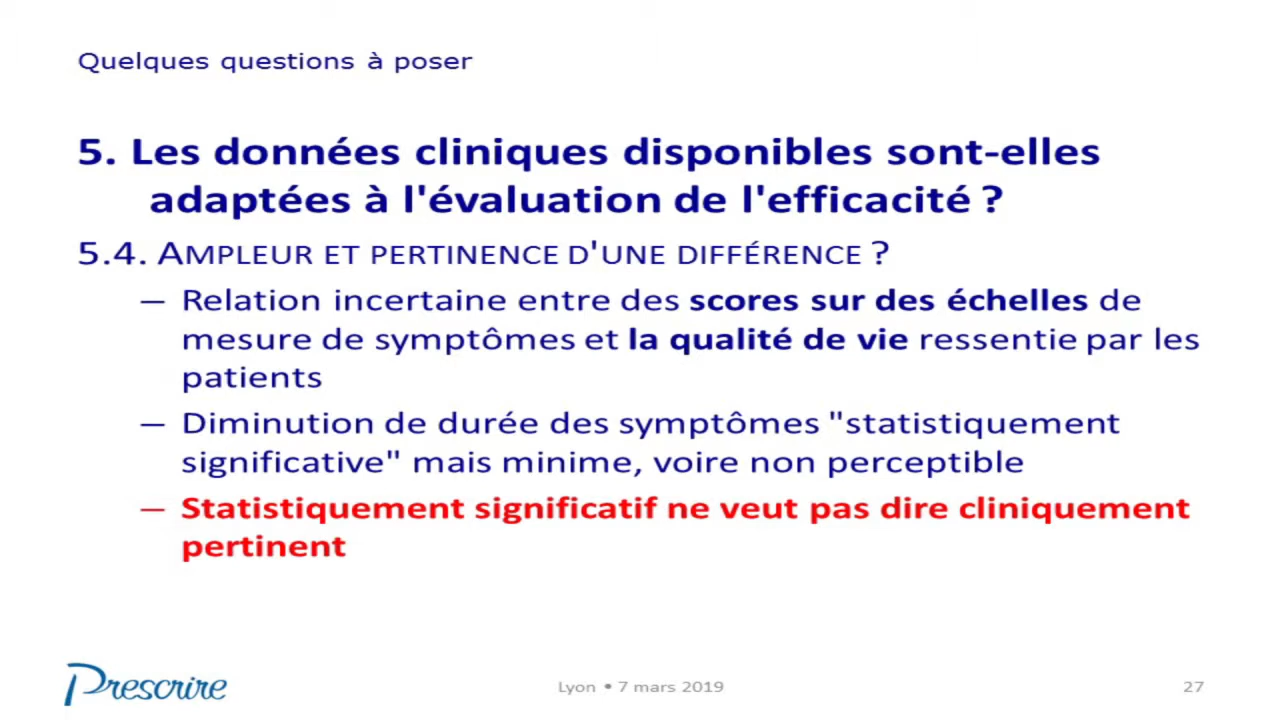 Quelques questions à poser
5. Les données cliniques disponibles sont-elles
adaptées à l'évaluation de l'efficacité ?
5.4. AMPLEUR ET PERTINENCE D'UNE DIFFÉRENCE ?
— Relation incertaine entre des scores sur des échelles de
mesure de symptômes et la qualité de vie ressentie par les
patients
— Diminution de durée des symptômes "statistiquement
significative" mais minime, voire non perceptible
— Statistiquement significatif ne veut pas dire cliniquement
pertinent
Prescrire
Lyon • 7 mars 2019
27